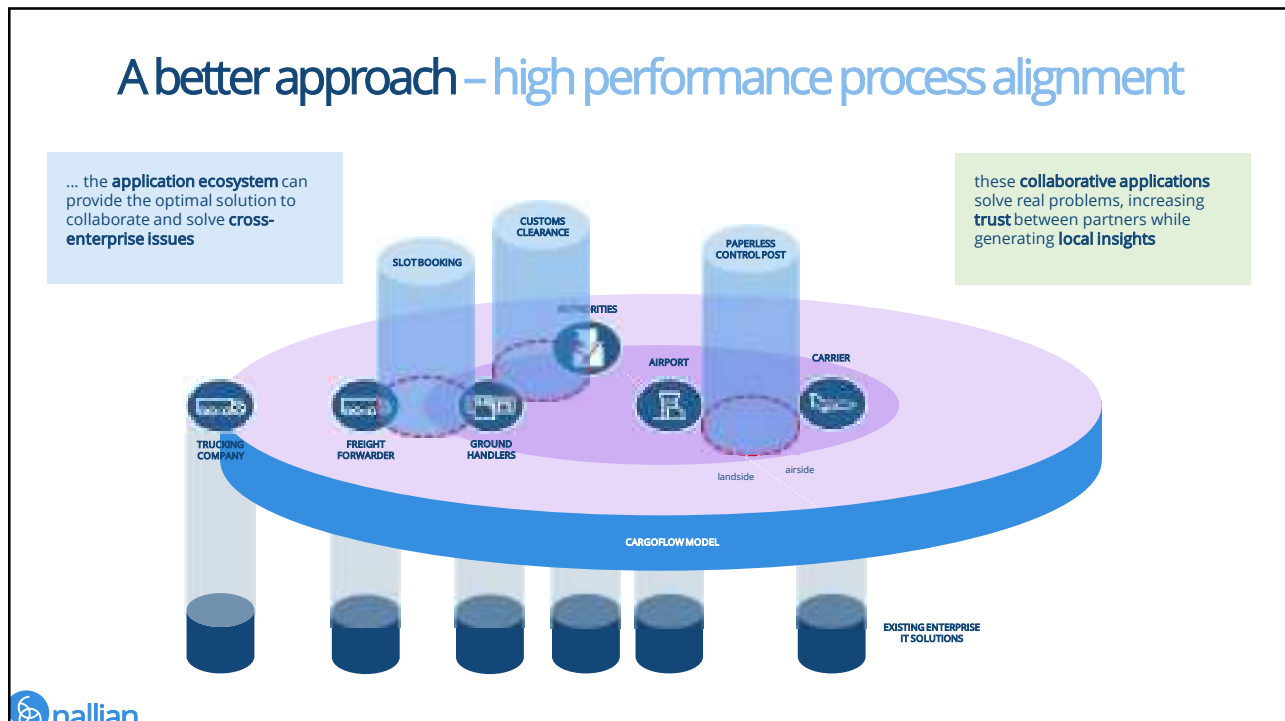 A better approach – high performance process alignment
... the application ecosystem can
provide the optimal solution to
collaborate and solve cross-
enterprise issues
these collaborative applications
solve real problems, increasing
trust between partners while
generating local insights
CUSTOMS
CLEARANCE
SLOT BOOKING
PAPERLESS
CONTROL POST
AIRPORT
CARRIER
TRUCKING
COMPANY
FREIGHT
FORWARDER
GROUND
HANDLERS
landside
airside
CARGOFLOW MODEL
EXISTING ENTERPRISE
IT SOLUTIONS
nallian